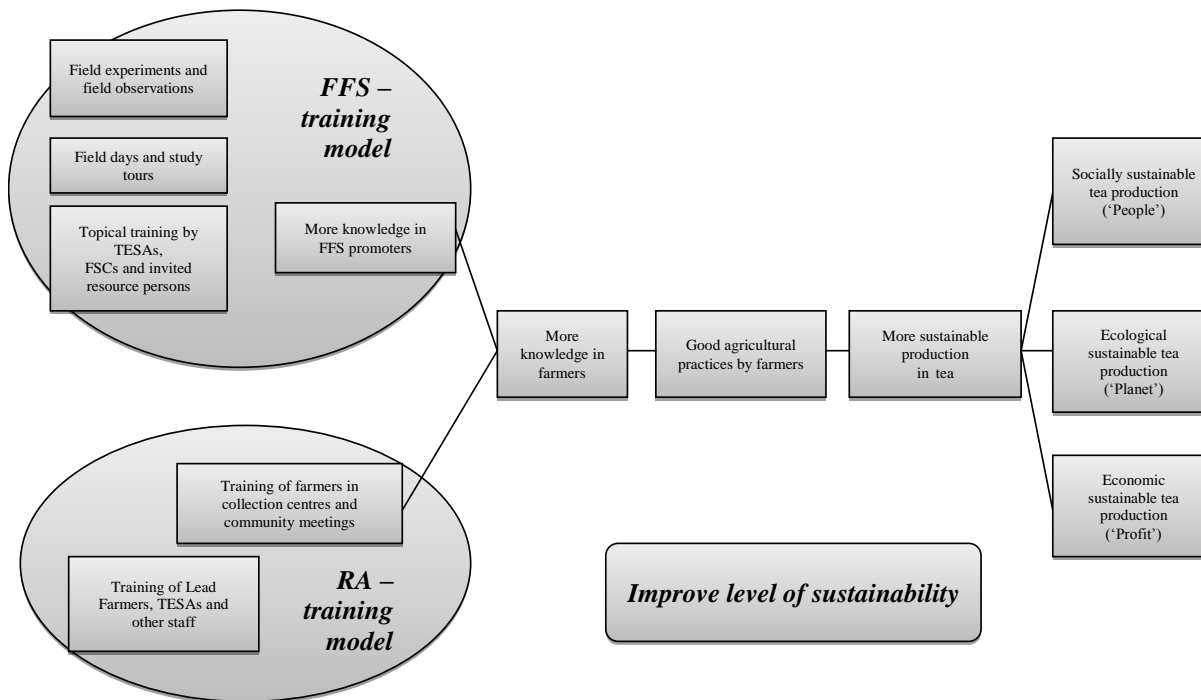 Field experiments and
field observations
FFS –
training
model
Field days and study
tours
Topical training by
TESAs,
FSCs and invited
resource persons
More knowledge in
FFS promoters
More
knowledge in
farmers
Good agricultural
practices by farmers
More sustainable
production
in tea
Socially sustainable
tea production
(‘People’)
Ecological
sustainable tea
production
(‘Planet’)
Economic
sustainable tea
production
(‘Profit’)
Training of farmers in
collection centres and
community meetings
Training of Lead
Farmers, TESAs and
other staff
RA –
training
model
Improve level of sustainability